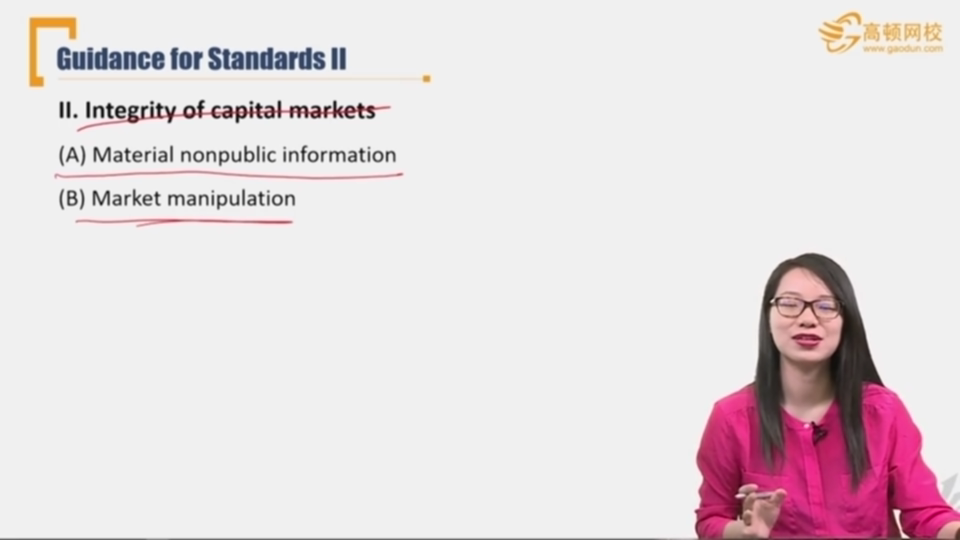 Guidance for Standards II
高顿网校
www.gaodun.com
II. Integrity of capital markets
(A) Material nonpublic information
(B) Market manipulation